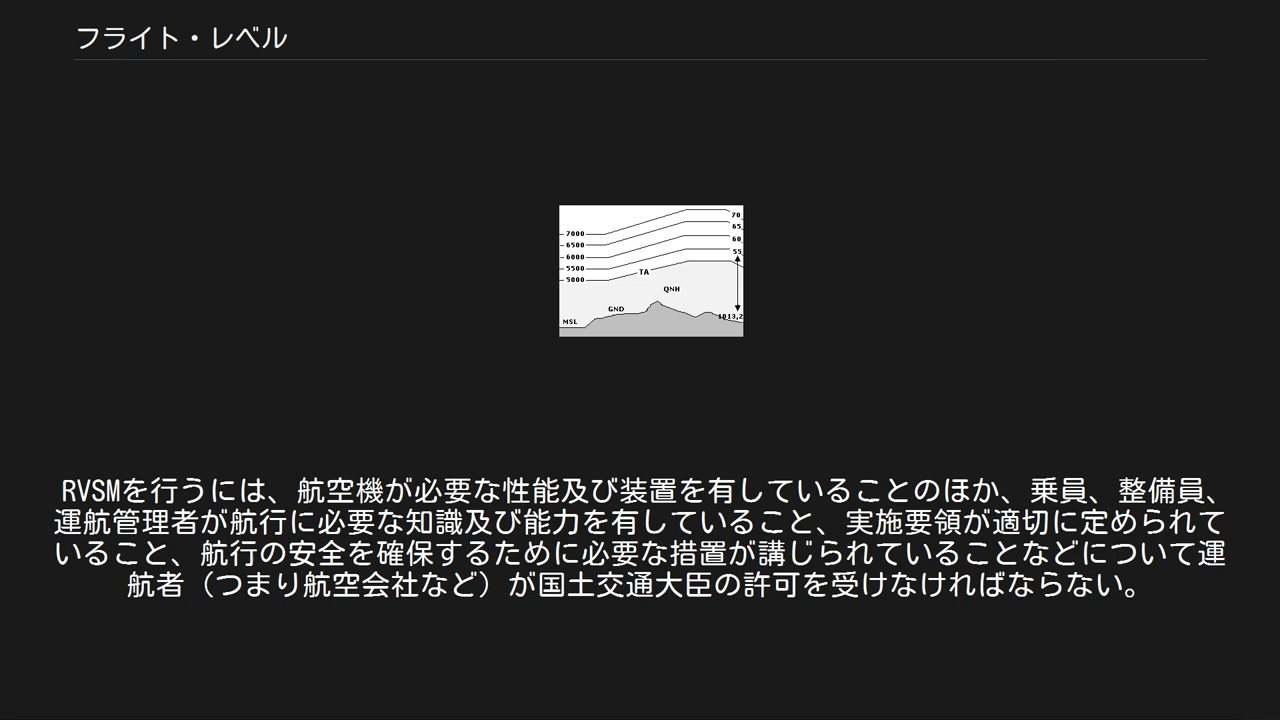 フライト・レベル
70
7000
65
6500
60
6000
55
5500
TA
5000
QNH
GND
1013,2
MSL
RVSMを行うには、航空機が必要な性能及び装置を有していることのほか、乗員、整備員、
運航管理者が航行に必要な知識及び能力を有していること、実施要領が適切に定められて
いること、航行の安全を確保するために必要な措置が講じられていることなどについて運
航者（つまり航空会社など）が国土交通大臣の許可を受けなければならない。